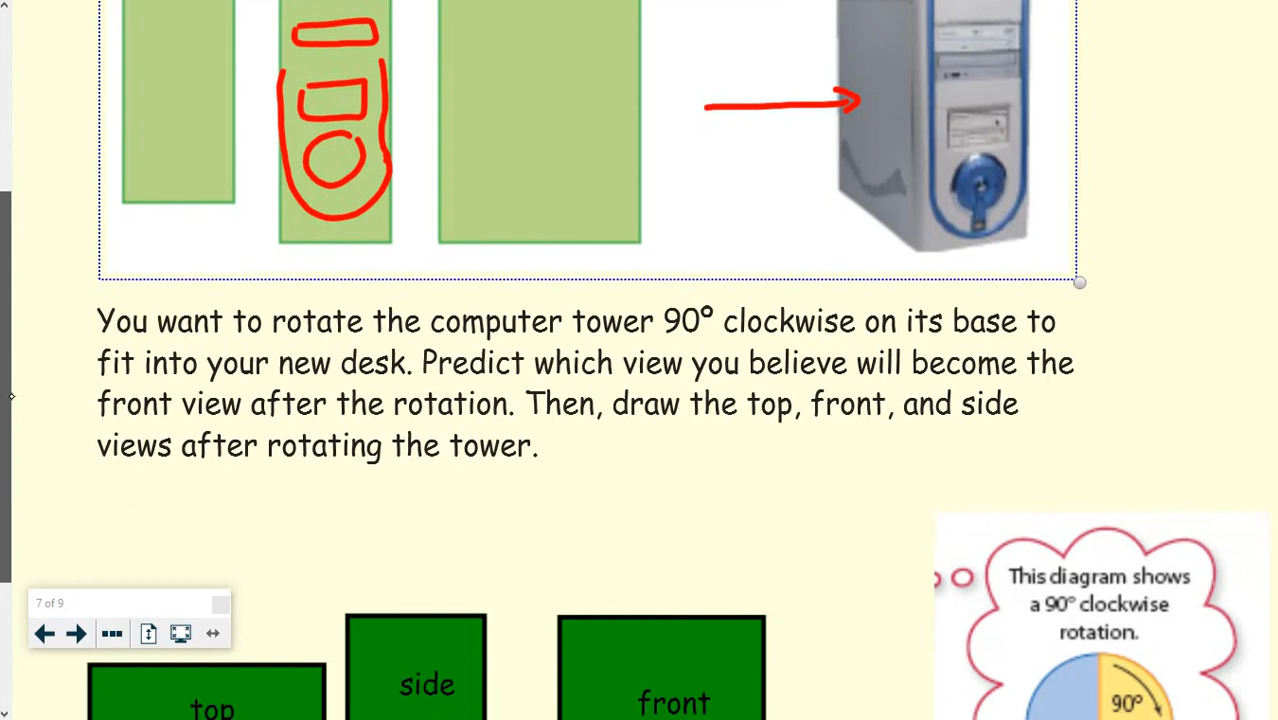 You want to rotate the computer tower 90º clockwise on its base to
fit into your new desk. Predict which view you believe will become the
front view after the rotation. Then, draw the top, front, and side
views after rotating the tower.
This diagram shows
a 90° clockwise
rotation.
90°
7 of 9
top
side
front